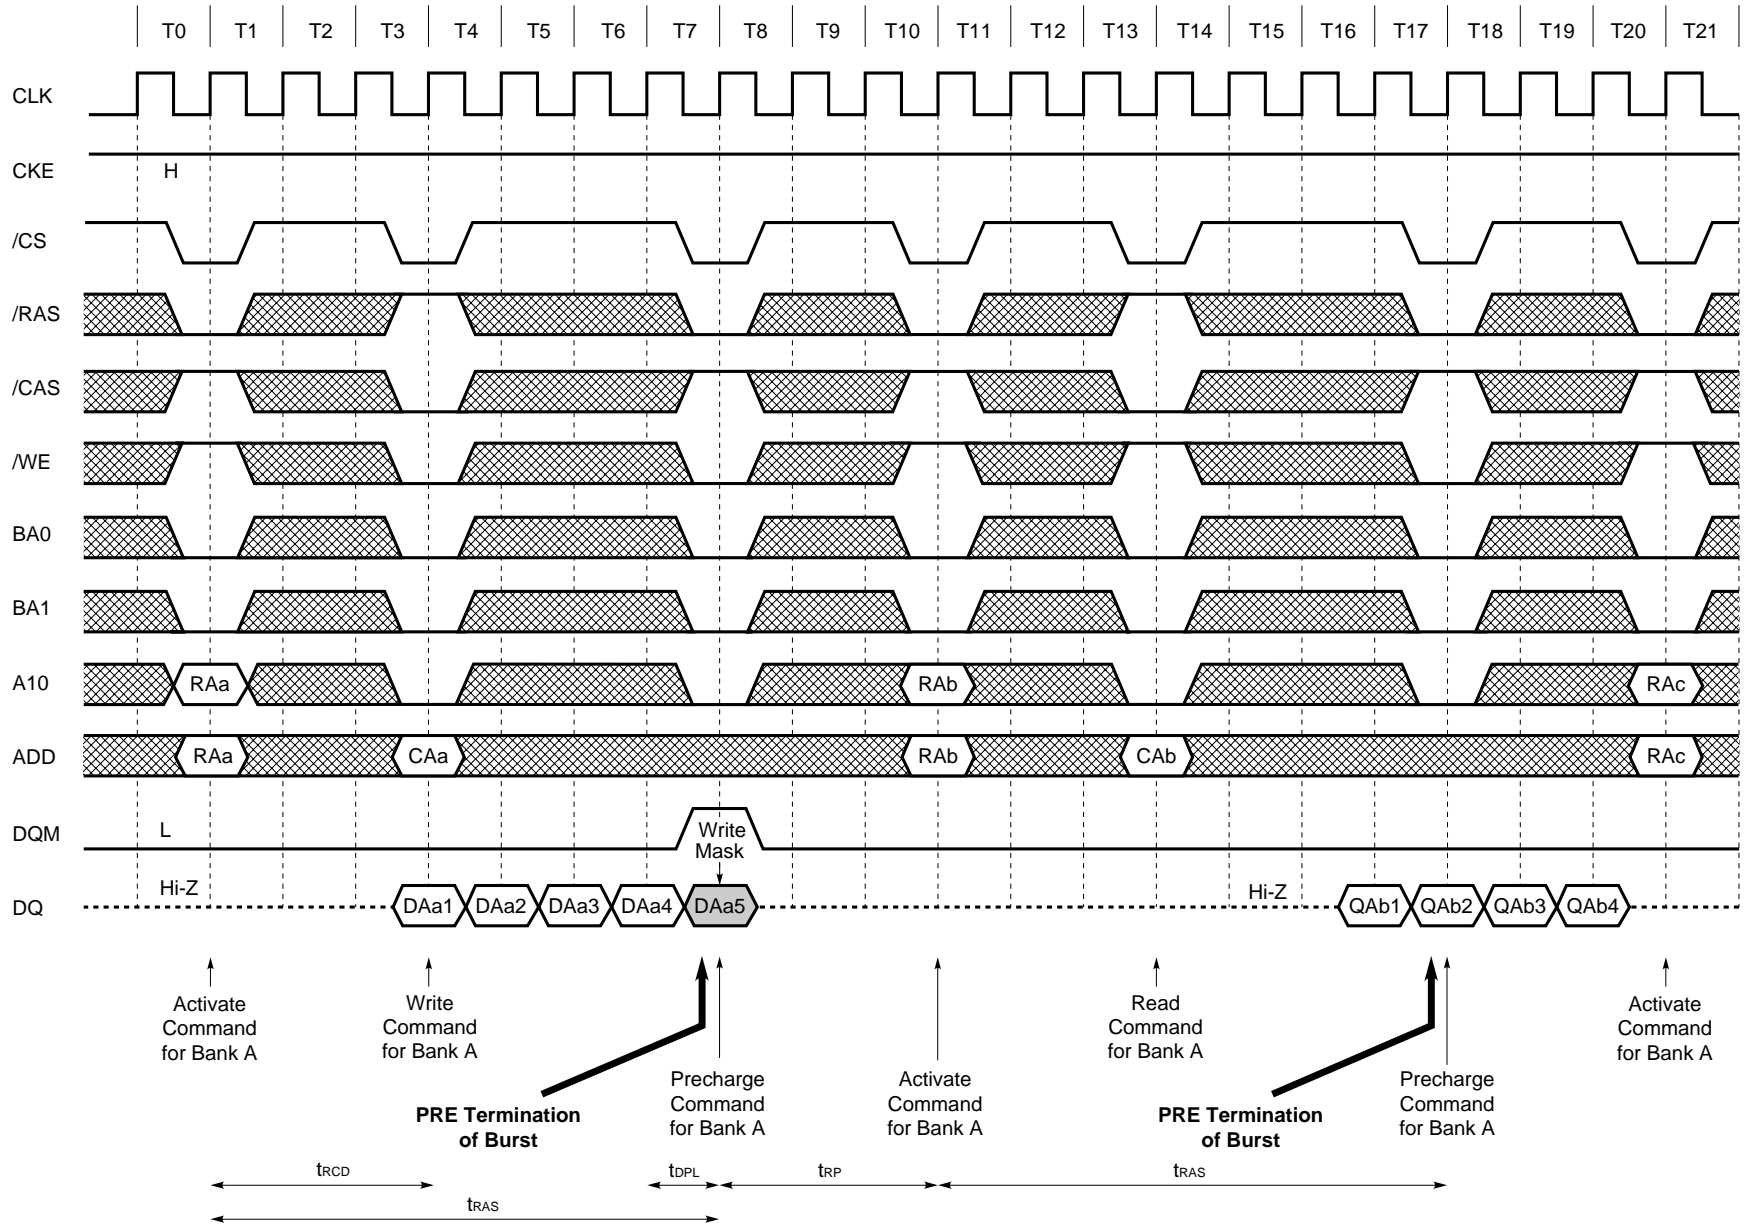 T0 T1 T2 T3 T4 T5 T6 T7 T8 T9 T10 T11 T12 T13 T14 T15 T16 T17 T18 T19 T20 T21
CLK
CKE H
/CS
/RAS
/CAS
/WE
BA0
BA1
A10 RAa RAb RAc
ADD RAa CAa RAb CAb RAc
DQM L Write
Mask
DQ Hi-Z DAa1 DAa2 DAa3 DAa4 DAa5 Hi-Z QAb1 QAb2 QAb3 QAb4
Activate
Command
for Bank A
Write
Command
for Bank A
PRE Termination
of Burst
Precharge
Command
for Bank A
Activate
Command
for Bank A
Read
Command
for Bank A
PRE Termination
of Burst
Precharge
Command
for Bank A
Activate
Command
for Bank A
tRCD tDPL tRP tRAS
tRAS